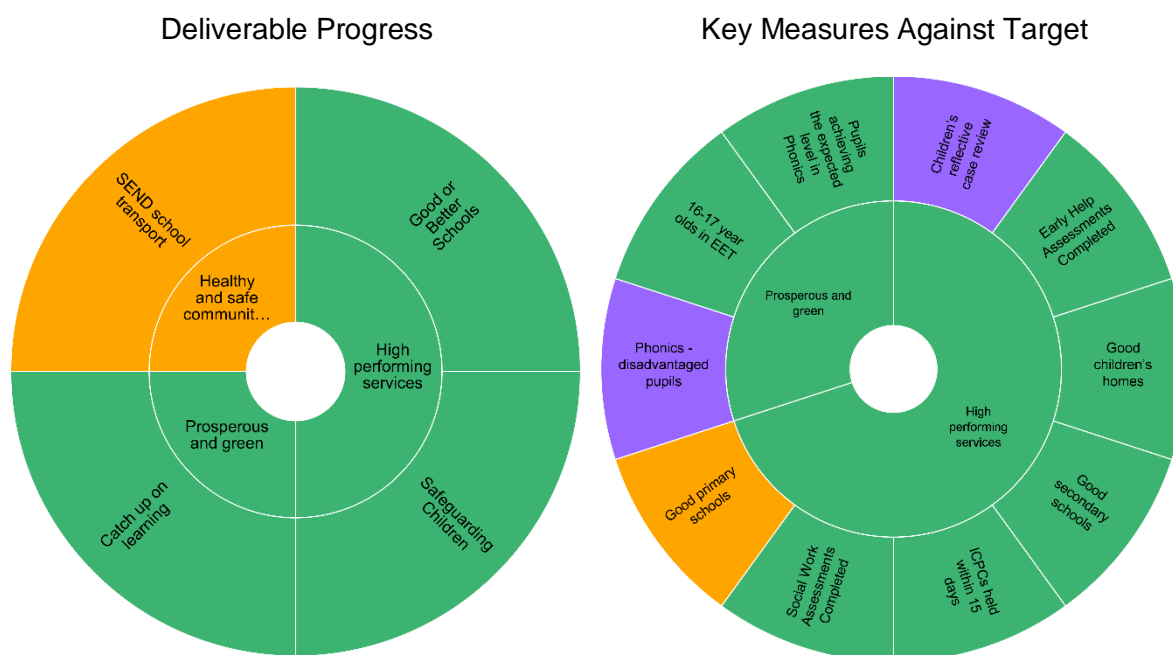 Deliverable Progress
SEND school
transport
Good or
Better
Schools
Healthy
and safe
communit…
High
performing
services
Prosperous
and green
Catch up on
learning
Safeguarding
Children
Key Measures Against Target
Pupils
achieving
the expected
level in
Phonics
Children's
reflective
case review
16-17 year
olds in EET
Early Help
Assessments
Completed
Prosperous and
green
Phonics -
disadvantaged
pupils
Good
children's
homes
High
performing
services
Good primary
schools
Good
secondary
schools
Social Work
Assessments
Completed
ICPCs held
within 15
days